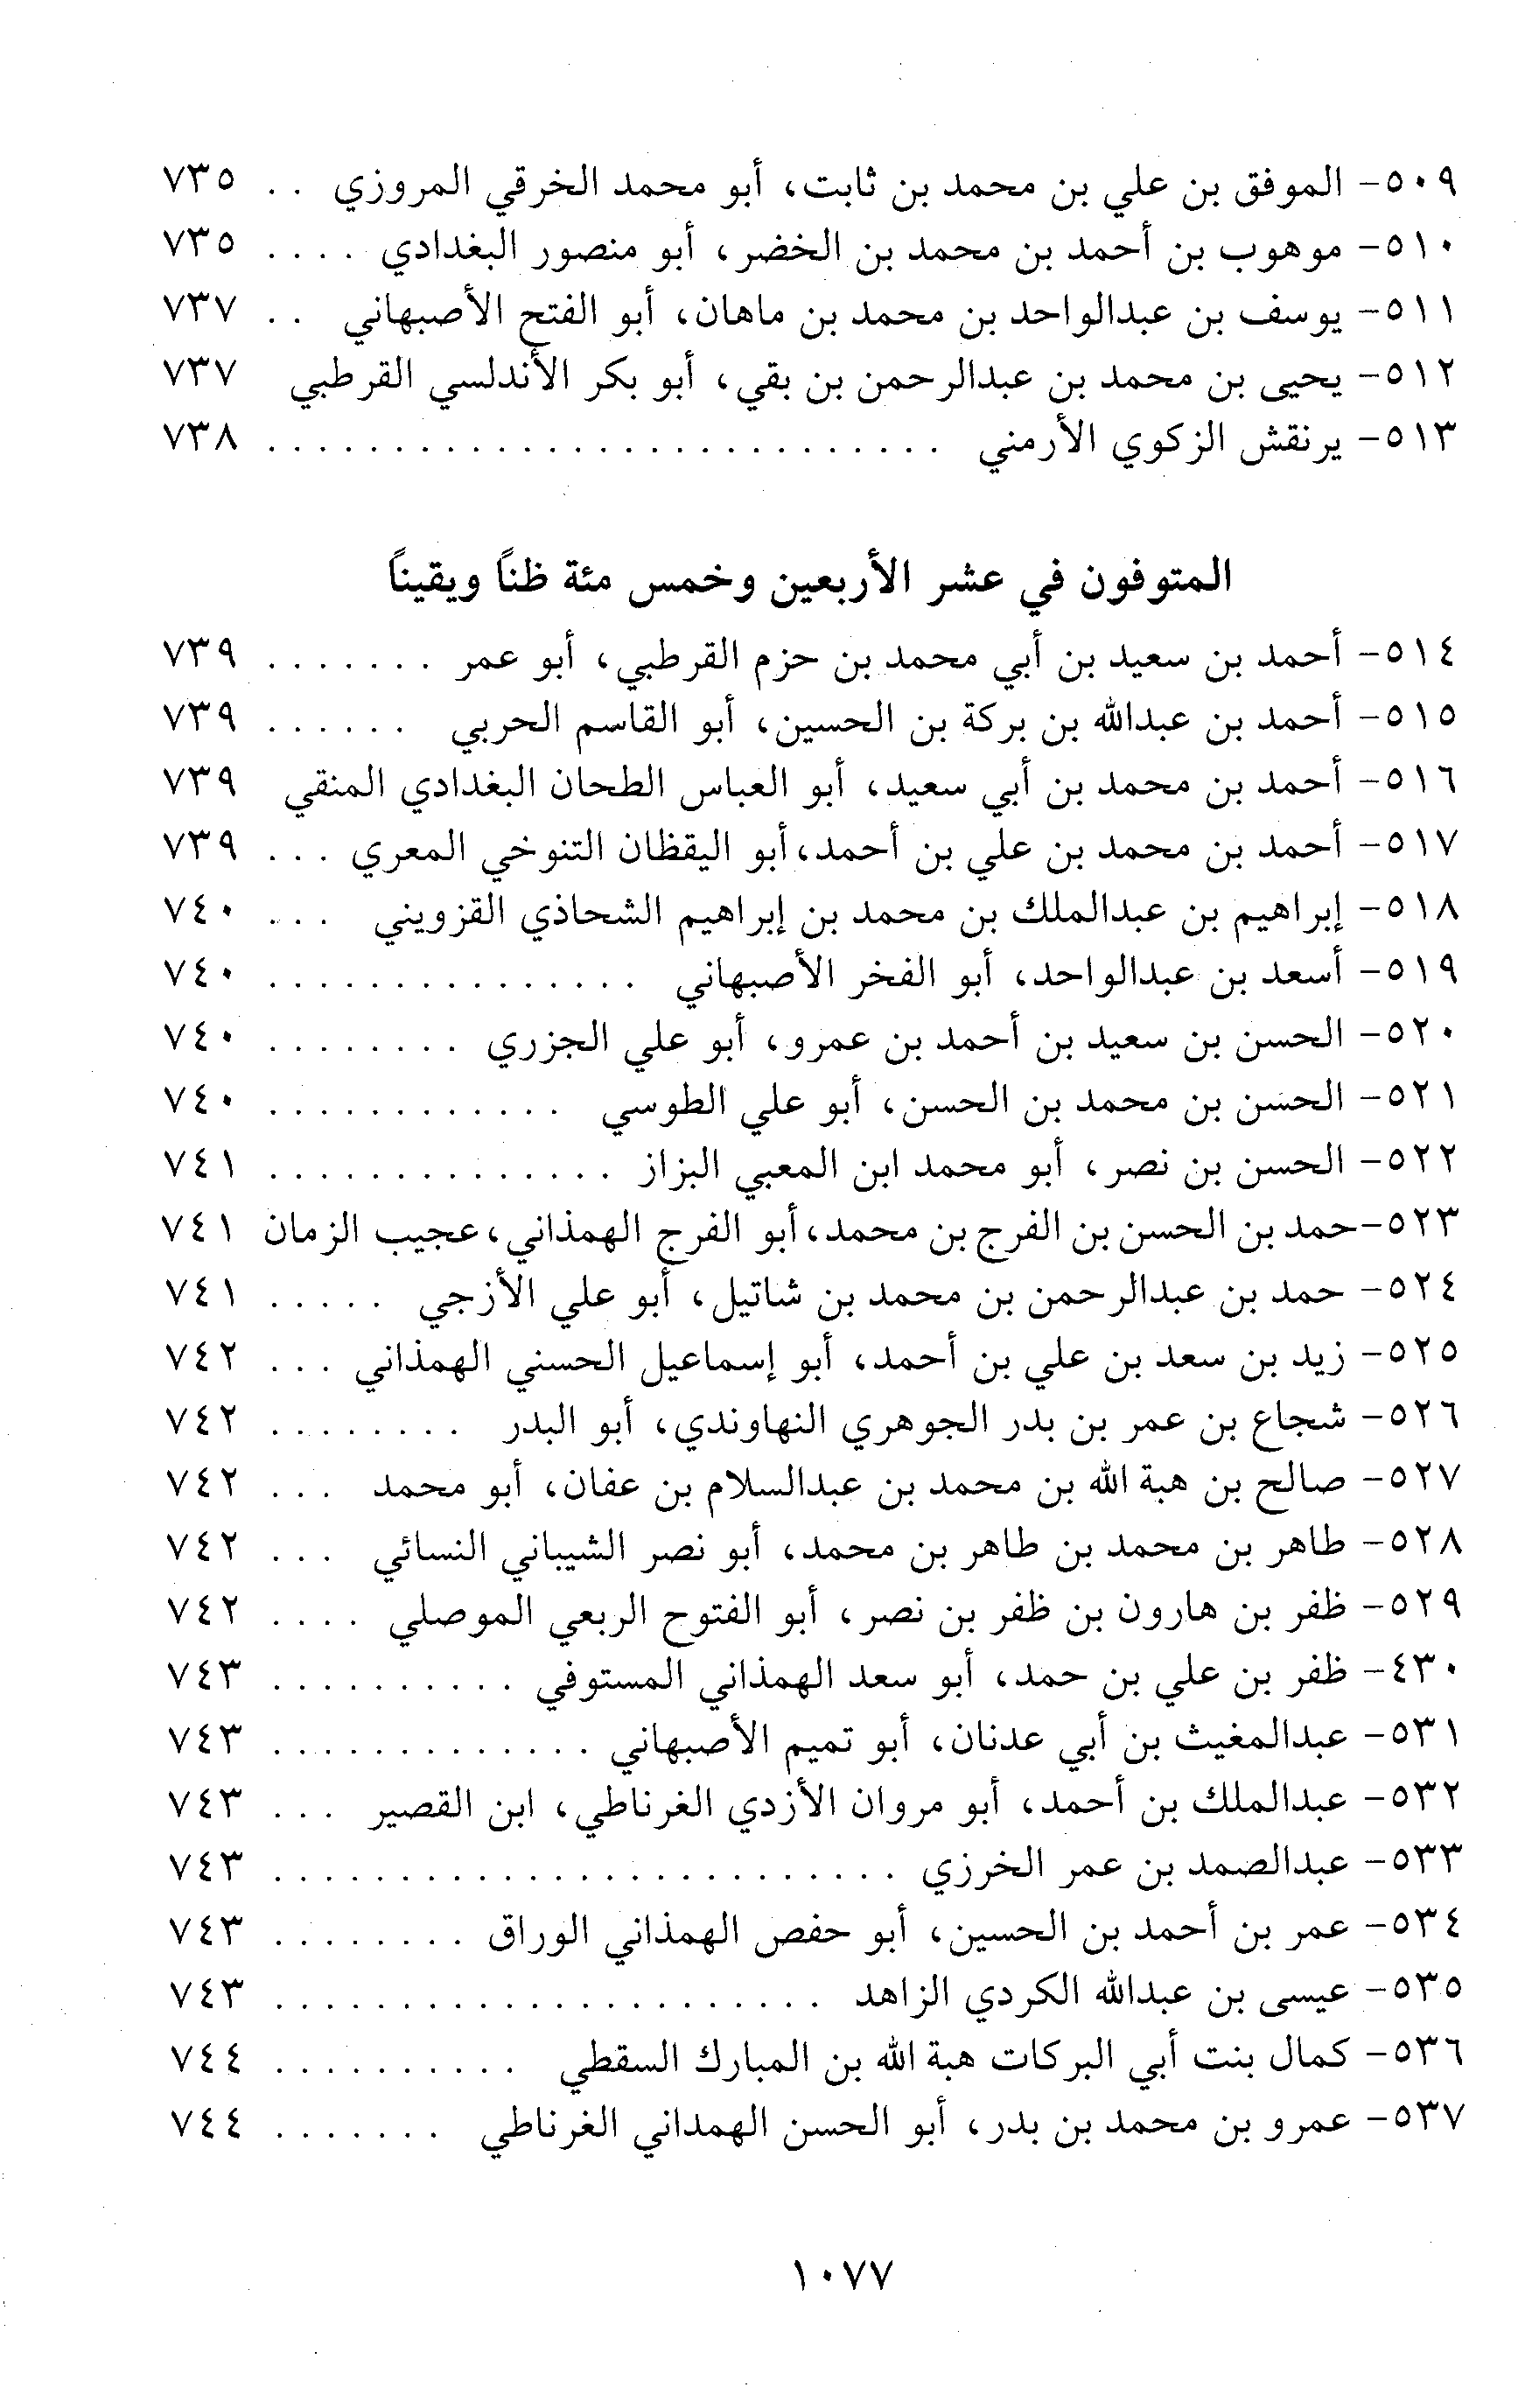 ٥٠٩- الموفق بن علي بن محمد بن ثابت، أبو محمد الخرقي المروزي . . ٧٣٥
٥١٠- موهوب بن أحمد بن محمد بن الخضر، أبو منصور البغدادي . . . . ٧٣٥
٥١١- يوسف بن عبدالواحد بن محمد بن ماهان، أبو الفتح الأصبهاني . . ٧٣٧
٥١٢- يحيى بن محمد بن عبدالرحمن بن بقي، أبو بكر الأندلسي القرطبي ٧٣٧
٥١٣- يرنقش الزكوي الأرمني . . . . . . . . . . . . . . . . . . . . . . . . . . . ٧٣٨
المتوفون في عشر الأربعين وخمس مئة ظناً ويقيناً
٥١٤- أحمد بن سعيد بن أبي محمد بن حزم القرطبي، أبو عمر . . . . . . . ٧٣٩
٥١٥- أحمد بن عبدالله بن بركة بن الحسين، أبو القاسم الحربي . . . . . . ٧٣٩
٥١٦- أحمد بن محمد بن أبي سعيد، أبو العباس الطحان البغدادي المنقي ٧٣٩
٥١٧- أحمد بن محمد بن علي بن أحمد،أبو اليقظان التنوخي المعري . . . ٧٣٩
٥١٨- إبراهيم بن عبدالملك بن محمد بن إبراهيم الشحاذي القزويني . . . ٧٤٠
٥١٩- أسعد بن عبدالواحد، أبو الفخر الأصبهاني . . . . . . . . . . . . . . . ٧٤٠
٥٢٠- الحسن بن سعيد بن أحمد بن عمرو، أبو علي الجزري . . . . . . . . ٧٤٠
٥٢١- الحسن بن محمد بن الحسن، أبو علي الطوسي . . . . . . . . . . . . ٧٤٠
٥٢٢- الحسن بن نصر، أبو محمد ابن المعبي البزاز . . . . . . . . . . . . . . ٧٤١
٥٢٣-حمد بن الحسن بن الفرج بن محمد،أبو الفرج الهمذاني،عجيب الزمان ٧٤١
٥٢٤- حمد بن عبدالرحمن بن محمد بن شاتيل، أبو علي الأزجي . . . . . ٧٤١
٥٢٥- زيد بن سعد بن علي بن أحمد، أبو إسماعيل الحسني الهمذاني . . . ٧٤٢
٥٢٦- شجاع بن عمر بن بدر الجوهري النهاوندي، أبو البدر . . . . . . . . ٧٤٢
٥٢٧- صالح بن هبة الله بن محمد بن عبدالسلام بن عفان، أبو محمد . . . ٧٤٢
٥٢٨- طاهر بن محمد بن طاهر بن محمد، أبو نصر الشيباني النسائي . . . ٧٤٢
٥٢٩- ظفر بن هارون بن ظفر بن نصر، أبو الفتوح الربعي الموصلي . . . . ٧٤٢
٤٣٠- ظفر بن علي بن حمد، أبو سعد الهمذاني المستوفي . . . . . . . . . . ٧٤٣
٥٣١- عبدالمغيث بن أبي عدنان، أبو تميم الأصبهاني . . . . . . . . . . . . . ٧٤٣
٥٣٢- عبدالملك بن أحمد، أبو مروان الأزدي الغرناطي، ابن القصير . . . ٧٤٣
٥٣٣- عبدالصمد بن عمر الخرزي . . . . . . . . . . . . . . . . . . . . . . . . . ٧٤٣
٥٣٤- عمر بن أحمد بن الحسين، أبو حفص الهمذاني الوراق . . . . . . . . ٧٤٣
٥٣٥- عيسى بن عبدالله الكردي الزاهد . . . . . . . . . . . . . . . . . . . . . . ٧٤٣
٥٣٦- كمال بنت أبي البركات هبة الله بن المبارك السقطي . . . . . . . . . . ٧٤٤
٥٣٧- عمرو بن محمد بن بدر، أبو الحسن الهمداني الغرناطي . . . . . . . ٧٤٤
١٠٧٧